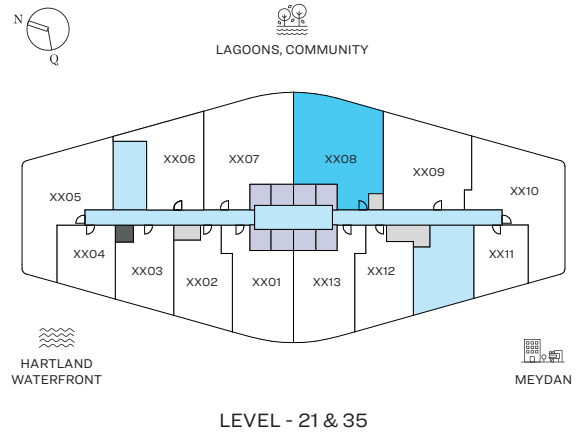 N
Q
LAGOONS, COMMUNITY
XX06
XX07
XX08
XX09
XX05
XX10
XX04
XX03
XX02
XX01
XX13
XX12
XX11
HARTLAND
WATERFRONT
MEYDAN
LEVEL - 21 & 35